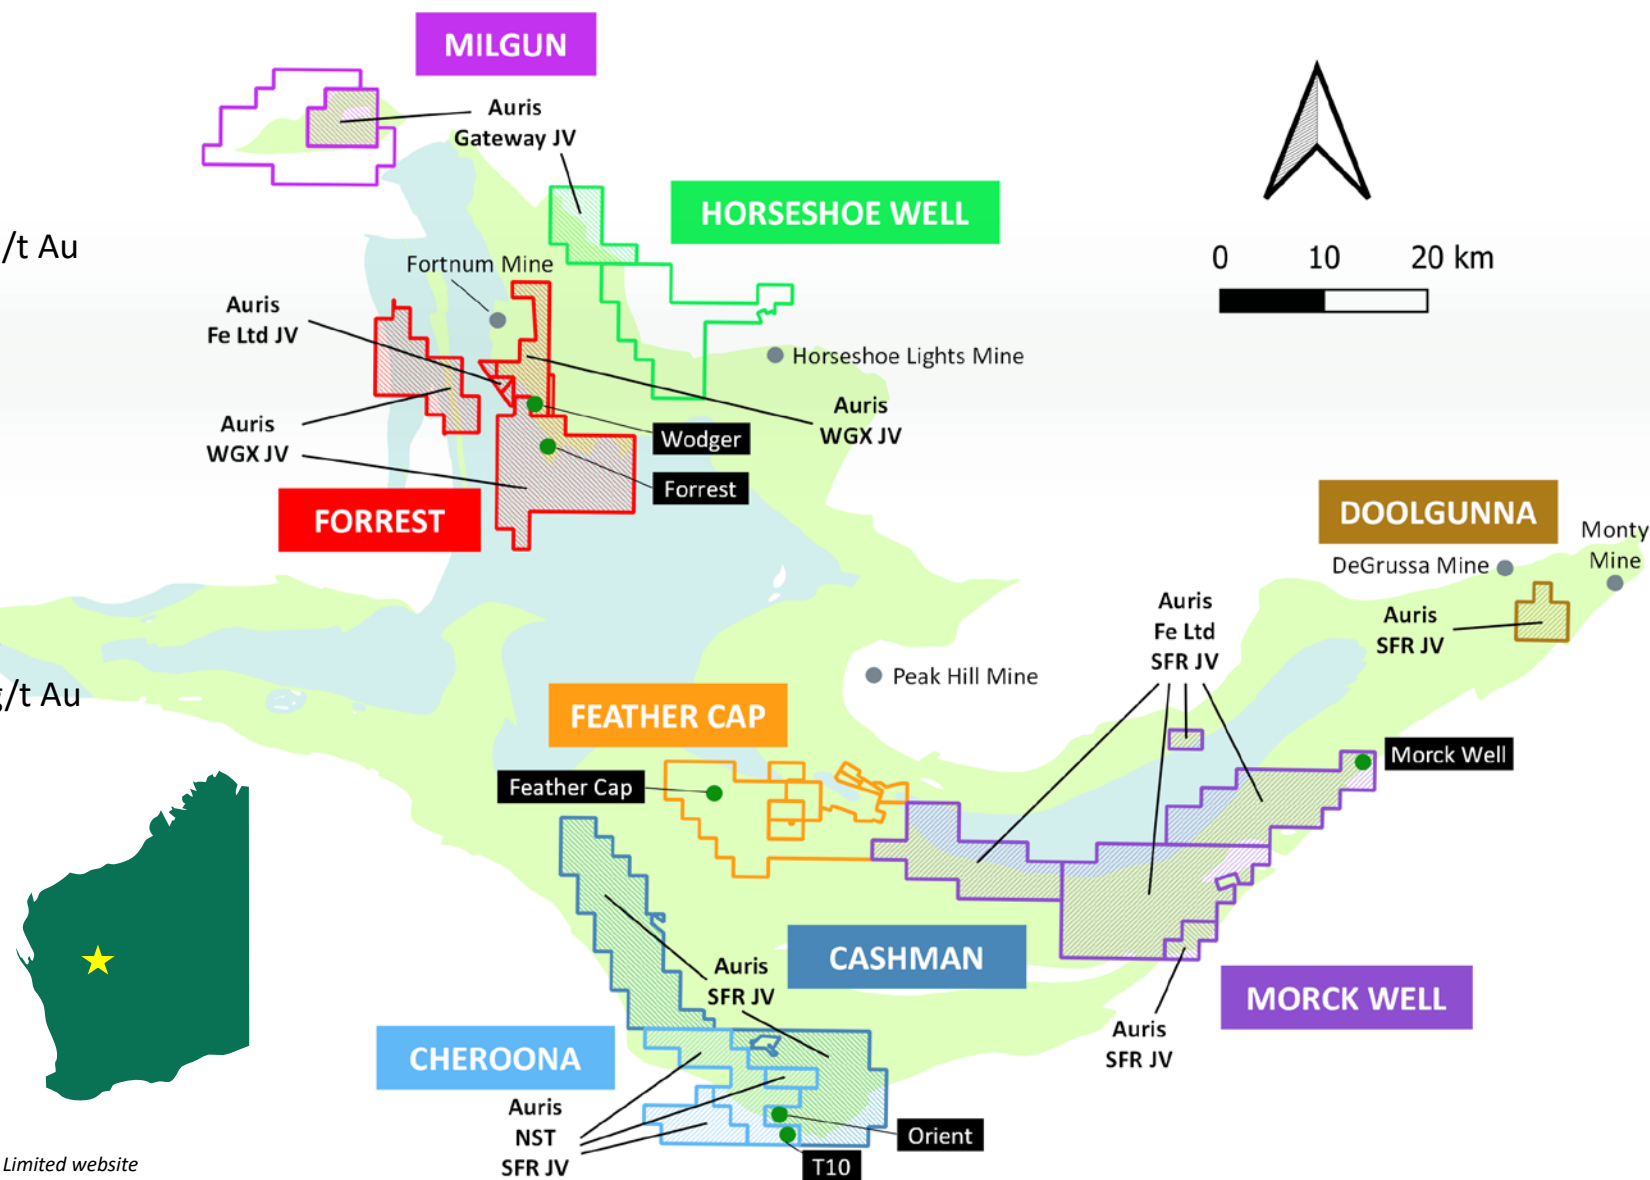 MILGUN
Auris
Gateway JV
HORSESHOE WELL
0 10 20 km
/t Au
Fortnum Mine
Auris
Fe Ltd JV
Horseshoe Lights Mine
Auris
WGX JV
Auris
WGX JV
Wodger
Forrest
FORREST
DOOLGUNNA
Monty
Mine
DeGrussa Mine
Auris
SFR JV
Auris
Fe Ltd
SFR JV
Peak Hill Mine
g/t Au
FEATHER CAP
Feather Cap
Morck Well
CASHMAN
Auris
SFR JV
MORCK WELL
Auris
SFR JV
CHEROONA
Auris
NST
SFR JV
Orient
T10
Limited website